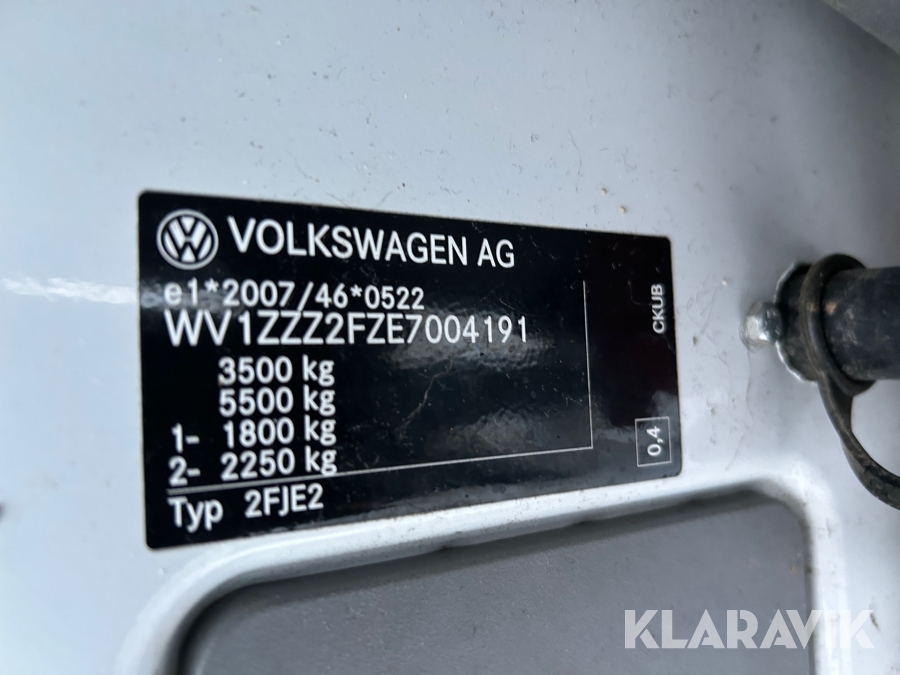 VOLKSWAGEN AG
e1*2007/46*0522
WV1ZZZ2FZE7004191
3500 kg
5500 kg
1- 1800 kg
2- 2250 kg
Typ 2FJE2
CKUB
0,4
KLARAVIK